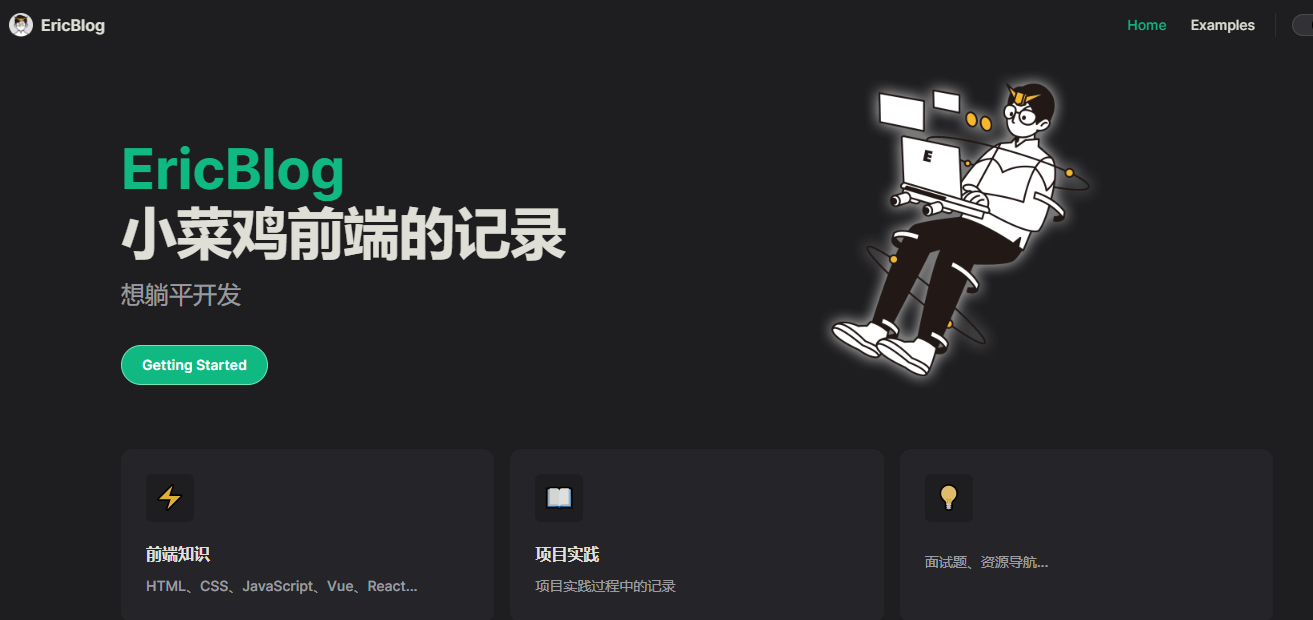 EricBlog
Home
Examples
EricBlog
小菜鸡前端的记录
想躺平开发
Getting Started
E
前端知识
HTML、CSS、JavaScript、Vue、React...
项目实践
项目实践过程中的记录
面试题、资源导航...